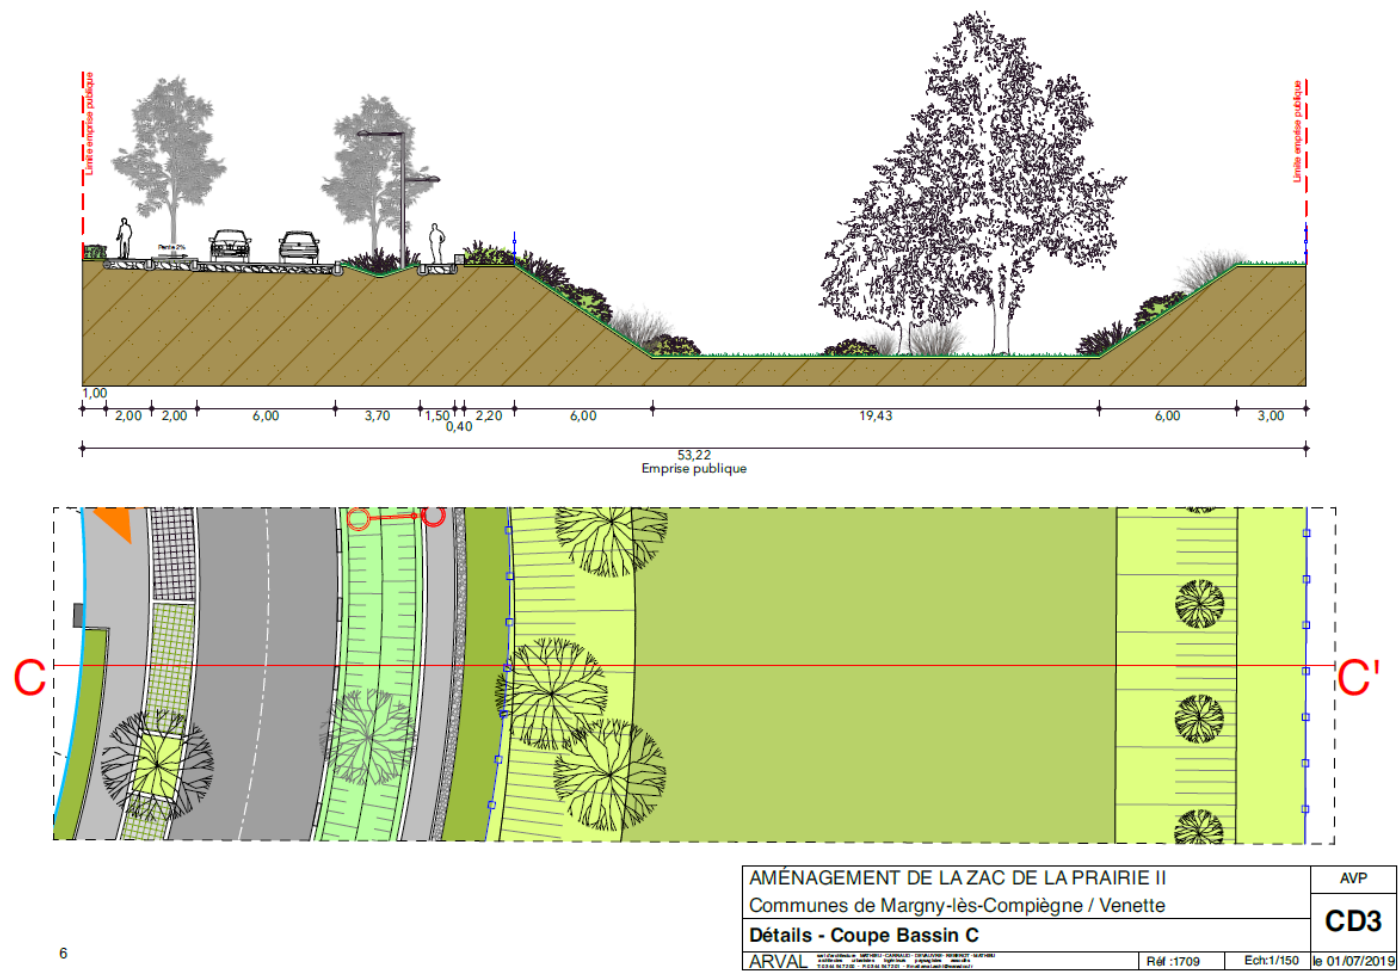 Limite emprise publique
Limite emprise publique
Pente 2%
1,00
2,00 2,00 6,00 3,70 1,50 2,20 6,00 19,43 6,00 3,00
0,40
53,22
Emprise publique
C C'
AMÉNAGEMENT DE LA ZAC DE LA PRAIRIE II
AVP
Communes de Margny-lès-Compiègne / Venette
Détails - Coupe Bassin C
CD3
ARVAL
Réf :1709
Ech:1/150
le 01/07/2019
6